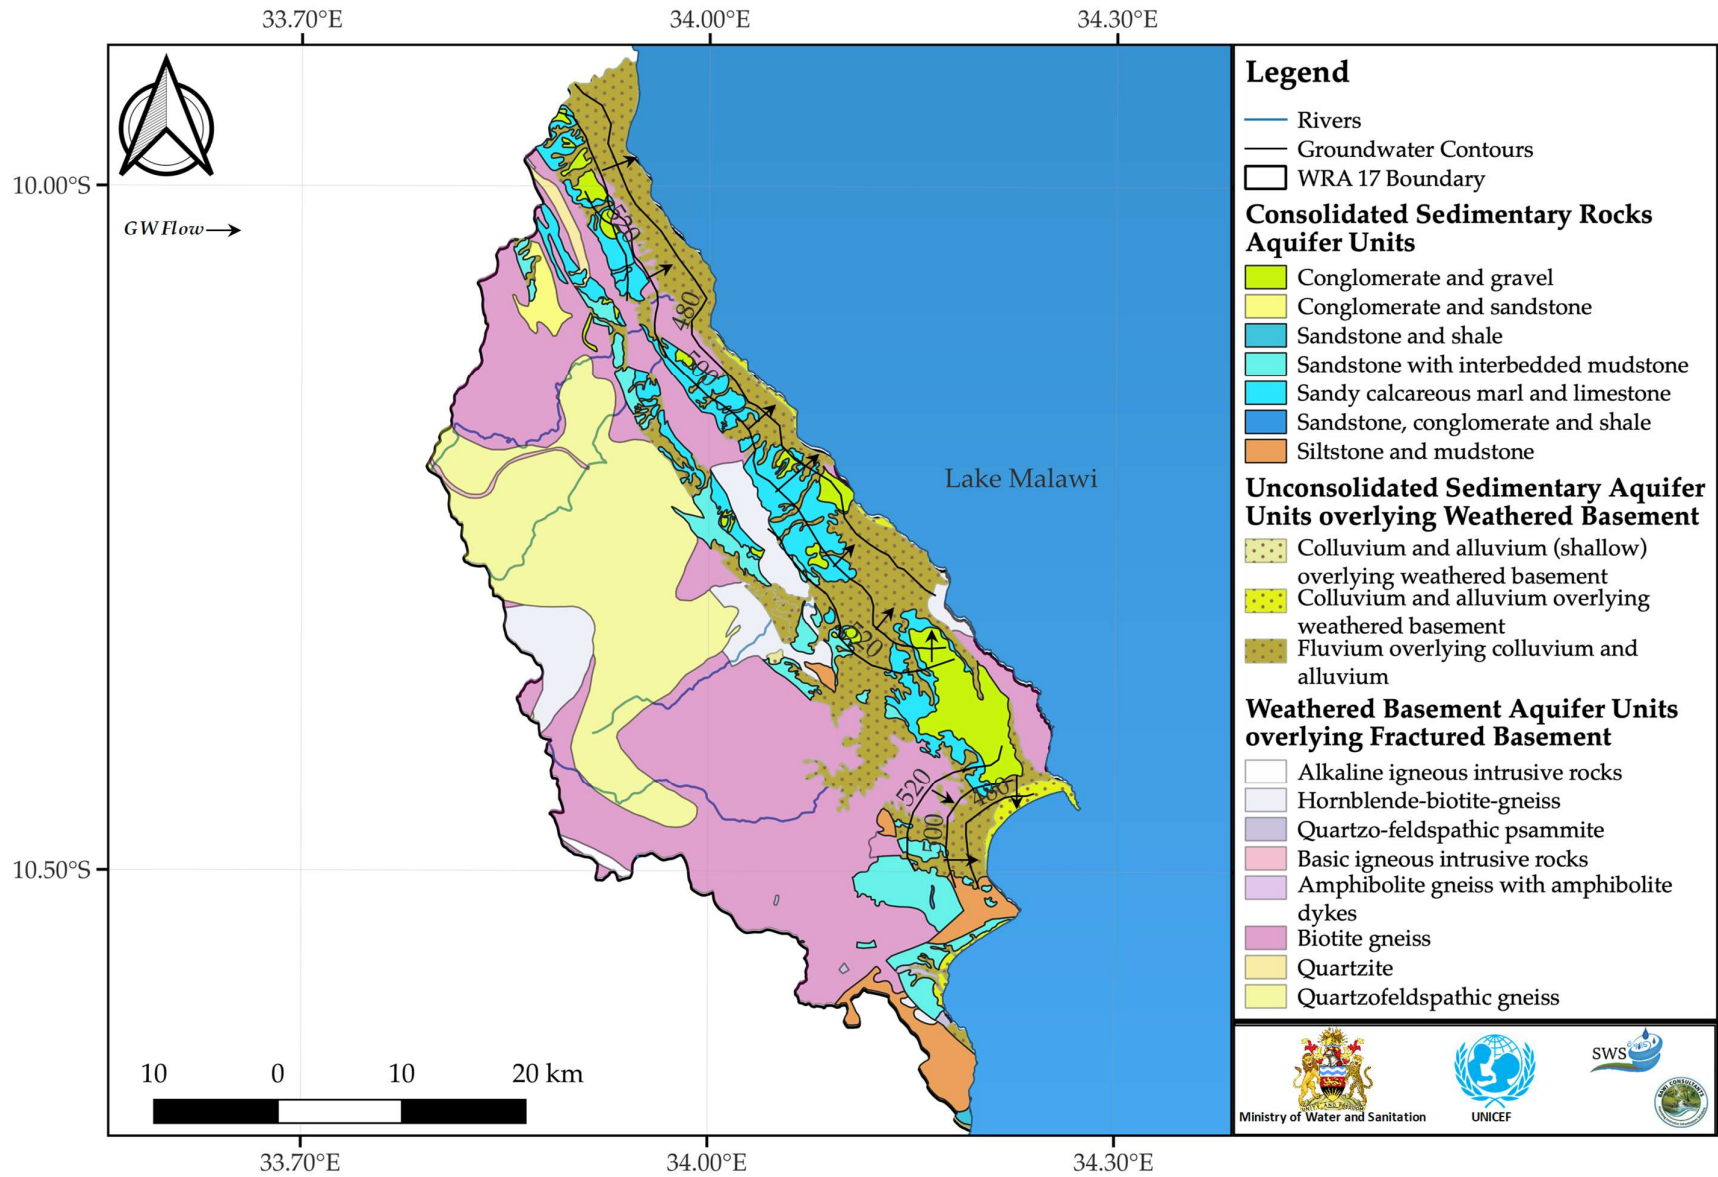 33.70°E 34.00°E 34.30°E
10.00°S
GW Flow
520
480
500
Lake Malawi
520
520
480
500
10.50°S
10 0 10 20 km
33.70°E 34.00°E 34.30°E
Legend
Rivers
Groundwater Contours
WRA 17 Boundary
Consolidated Sedimentary Rocks
Aquifer Units
Conglomerate and gravel
Conglomerate and sandstone
Sandstone and shale
Sandstone with interbedded mudstone
Sandy calcareous marl and limestone
Sandstone, conglomerate and shale
Siltstone and mudstone
Unconsolidated Sedimentary Aquifer
Units overlying Weathered Basement
Colluvium and alluvium (shallow)
overlying weathered basement
Colluvium and alluvium overlying
weathered basement
Fluvium overlying colluvium and
alluvium
Weathered Basement Aquifer Units
overlying Fractured Basement
Alkaline igneous intrusive rocks
Hornblende-biotite-gneiss
Quartzo-feldspathic psammite
Basic igneous intrusive rocks
Amphibolite gneiss with amphibolite
dykes
Biotite gneiss
Quartzite
Quartzofeldspathic gneiss
UNITY AND FREEDOM
Ministry of Water and Sanitation
UNICEF
SWS
BAWI CONSULTANTS